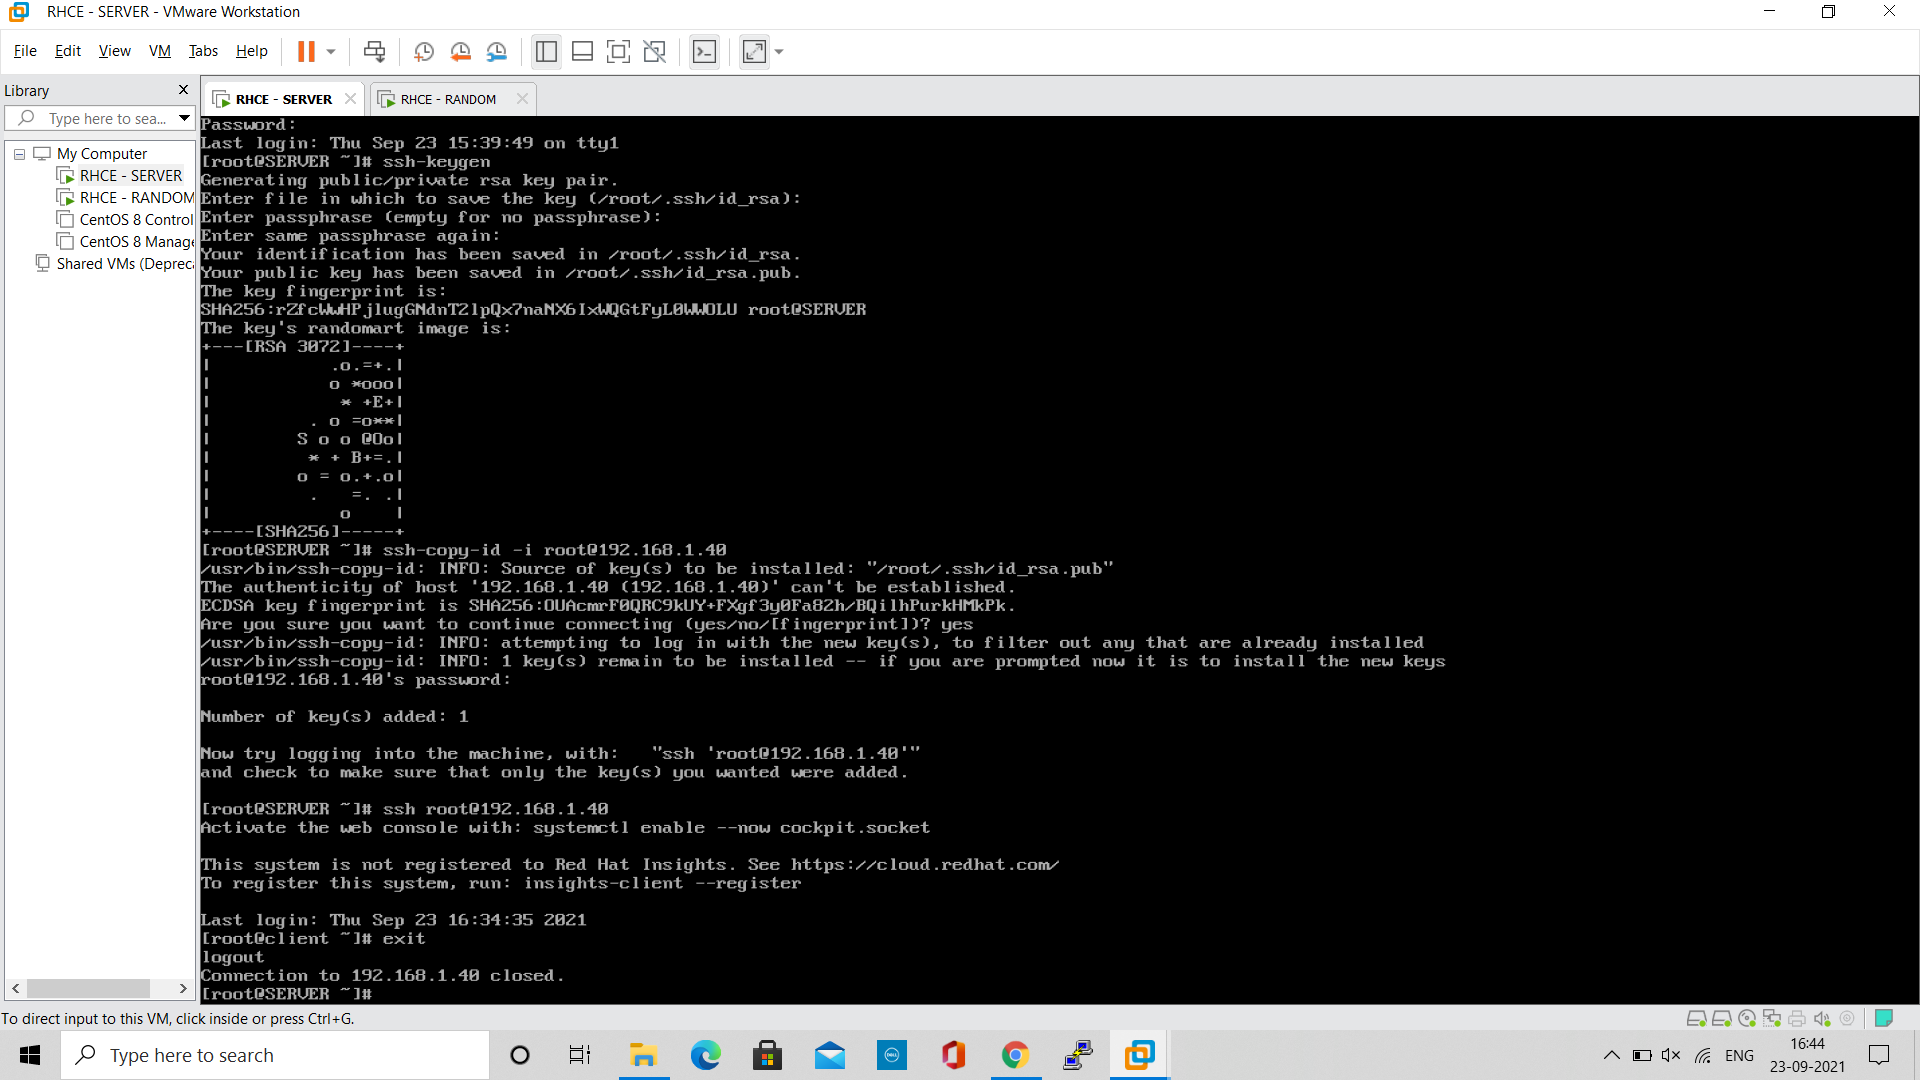 RHCE - SERVER - VMware Workstation
File Edit View VM Tabs Help
Library
Type here to sea...
My Computer
RHCE - SERVER
RHCE - RANDOM
CentOS 8 Control
CentOS 8 Manage
Shared VMs (Depreca
RHCE - SERVER
RHCE - RANDOM
Password:
Last login: Thu Sep 23 15:39:49 on tty1
[root@SERVER ~]# ssh-keygen
Generating public/private rsa key pair.
Enter file in which to save the key (/root/.ssh/id_rsa):
Enter passphrase (empty for no passphrase):
Enter same passphrase again:
Your identification has been saved in /root/.ssh/id_rsa.
Your public key has been saved in /root/.ssh/id_rsa.pub.
The key fingerprint is:
SHA256:rZfcWwHPjlugGNdnT2lpQx7naNX6IxWQGtFyL0WWOLU root@SERVER
The key's randomart image is:
+---[RSA 3072]----+
|           .o.=+.|
|           o *ooo|
|            * +E+|
|         . o =o**|
|        S o o @Oo|
|         * + B+=.|
|        o = o.+.o|
|         .   =. .|
|            o    |
+----[SHA256]-----+
[root@SERVER ~]# ssh-copy-id -i root@192.168.1.40
/usr/bin/ssh-copy-id: INFO: Source of key(s) to be installed: "/root/.ssh/id_rsa.pub"
The authenticity of host '192.168.1.40 (192.168.1.40)' can't be established.
ECDSA key fingerprint is SHA256:OUAcmrF0QRC9kUY+FXgf3y0Fa82h/BQilhPurkHMkPk.
Are you sure you want to continue connecting (yes/no/[fingerprint])? yes
/usr/bin/ssh-copy-id: INFO: attempting to log in with the new key(s), to filter out any that are already installed
/usr/bin/ssh-copy-id: INFO: 1 key(s) remain to be installed -- if you are prompted now it is to install the new keys
root@192.168.1.40's password:
Number of key(s) added: 1
Now try logging into the machine, with:   "ssh 'root@192.168.1.40'"
and check to make sure that only the key(s) you wanted were added.
[root@SERVER ~]# ssh root@192.168.1.40
Activate the web console with: systemctl enable --now cockpit.socket
This system is not registered to Red Hat Insights. See https://cloud.redhat.com/
To register this system, run: insights-client --register
Last login: Thu Sep 23 16:34:35 2021
[root@client ~]# exit
logout
Connection to 192.168.1.40 closed.
[root@SERVER ~]#
To direct input to this VM, click inside or press Ctrl+G.
Type here to search
DELL
ENG
16:44
23-09-2021